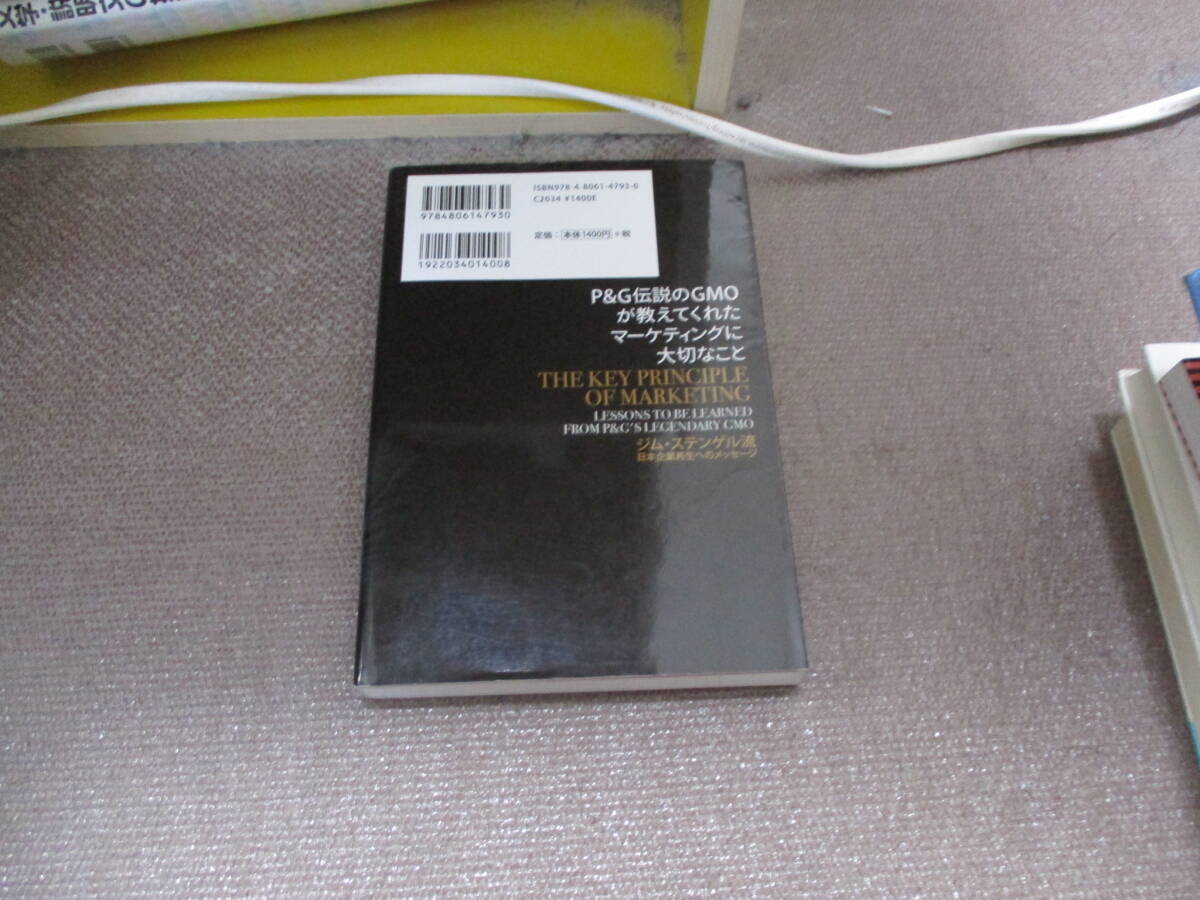 ISBN978-4-8061-4793-0
C2034 ¥1400E
定価： 本体1400円 +税
9784806147930
1922034014008
P&G伝説のGMO
が教えてくれた
マーケティングに
大切なこと
THE KEY PRINCIPLE
OF MARKETING
LESSONS TO BE LEARNED
FROM P&G'S LEGENDARY GMO
ジム・ステンゲル流
日本企業再生へのメッセージ